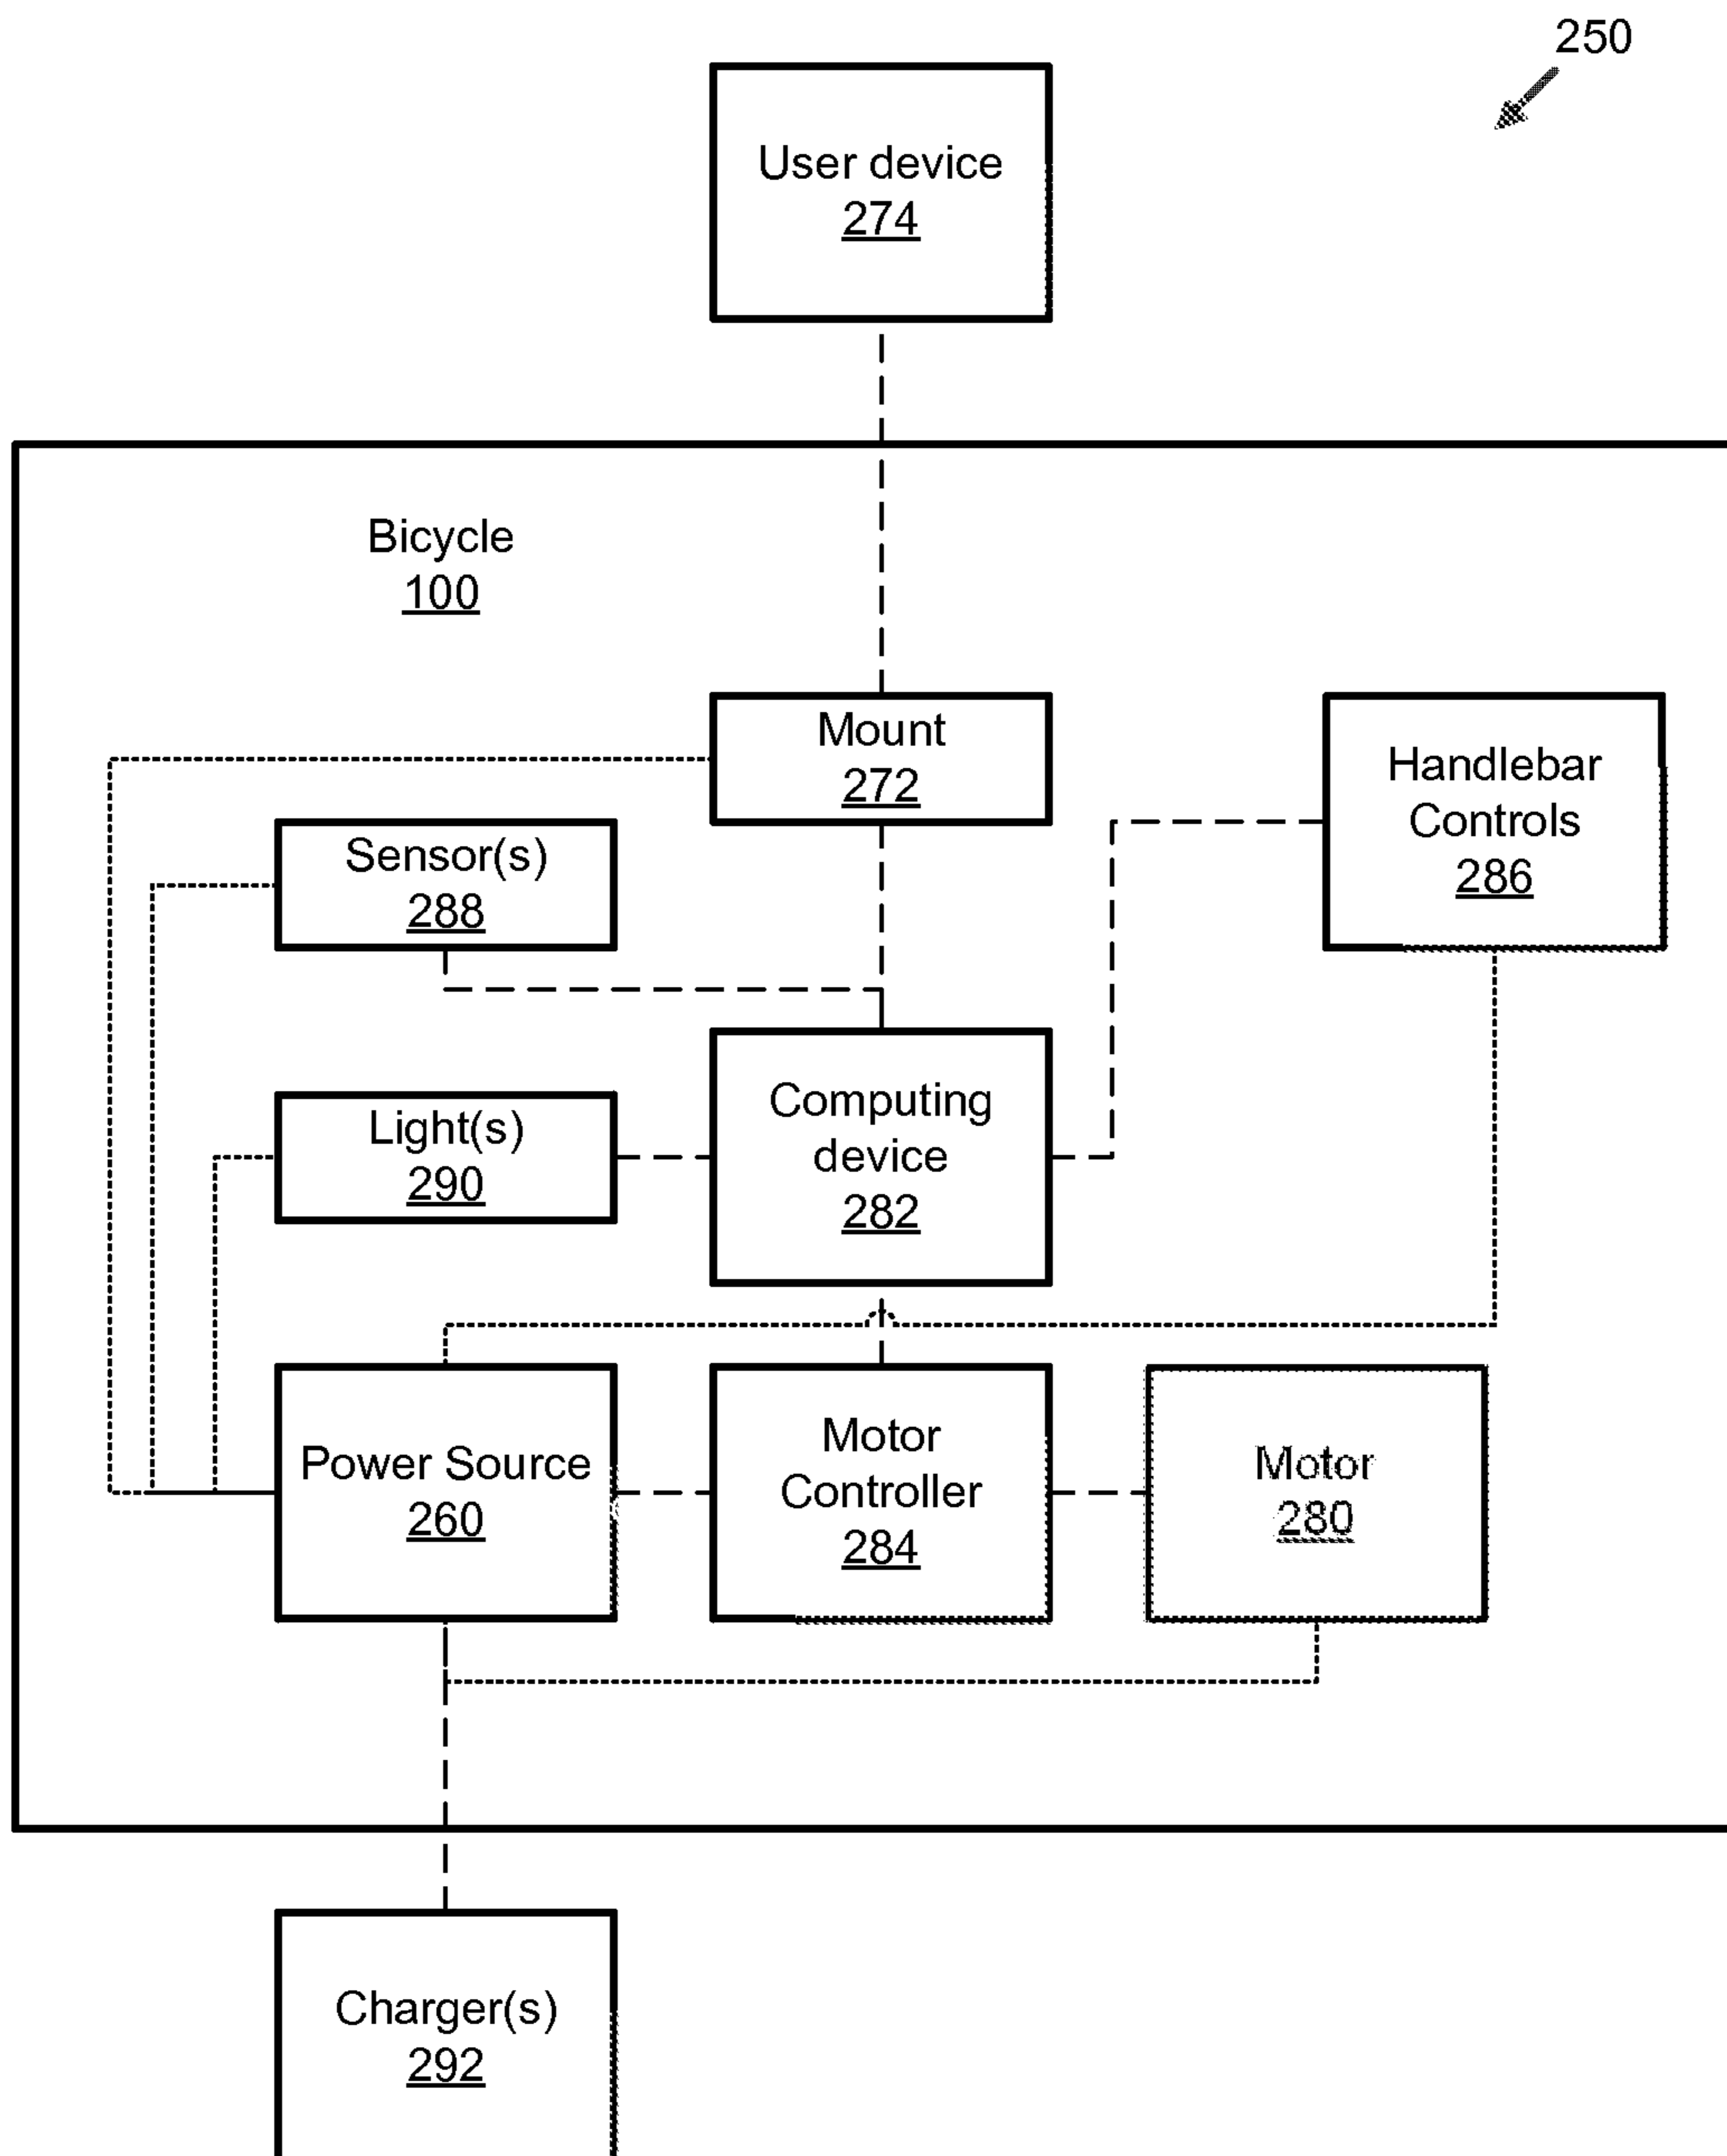 250
User device
274
Bicycle
100
Mount
272
Handlebar
Controls
286
Sensor(s)
288
Computing
device
282
Light(s)
290
Power Source
260
Motor
Controller
284
Motor
280
Charger(s)
292